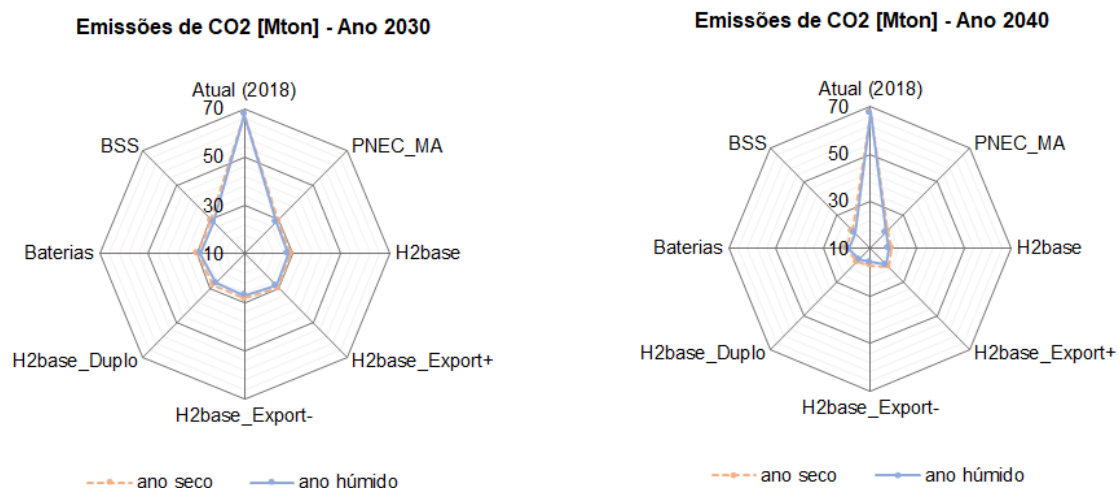 Emissões de CO2 [Mton] - Ano 2030
Atual (2018)
70
BSS
PNEC_MA
50
30
Baterias
10
H2base
H2base_Duplo
H2base_Export+
H2base_Export-
ano seco
ano húmido
Emissões de CO2 [Mton] - Ano 2040
Atual (2018)
70
BSS
PNEC_MA
50
30
Baterias
10
H2base
H2base_Duplo
H2base_Export+
H2base_Export-
ano seco
ano húmido